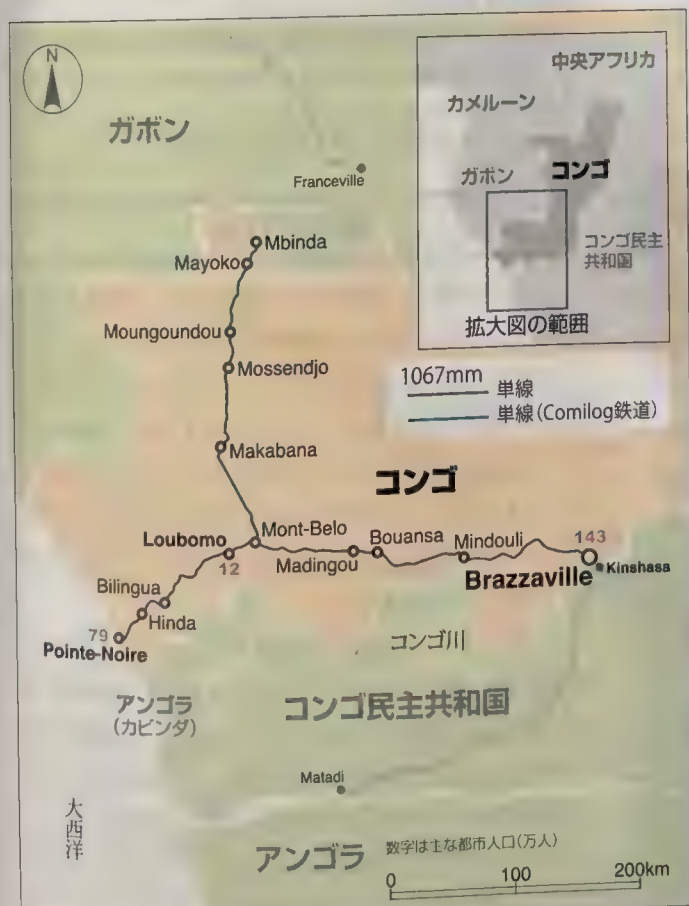 N
中央アフリカ
カメルーン
ガボン
コンゴ
コンゴ民主
共和国
拡大図の範囲
ガボン
Franceville
Mbinda
Mayoko
Moungoundou
Mossendjo
1067mm
単線
単線(Comilog鉄道)
Makabana
コンゴ
Mont-Belo
Loubomo
12
Bouansa
Mindouli
143
Madingou
Brazzaville
Kinshasa
Bilingua
Hinda
79
Pointe-Noire
コンゴ川
アンゴラ
(カビンダ)
コンゴ民主共和国
Matadi
大西洋
アンゴラ
数字は主な都市人口(万人)
0 100 200km